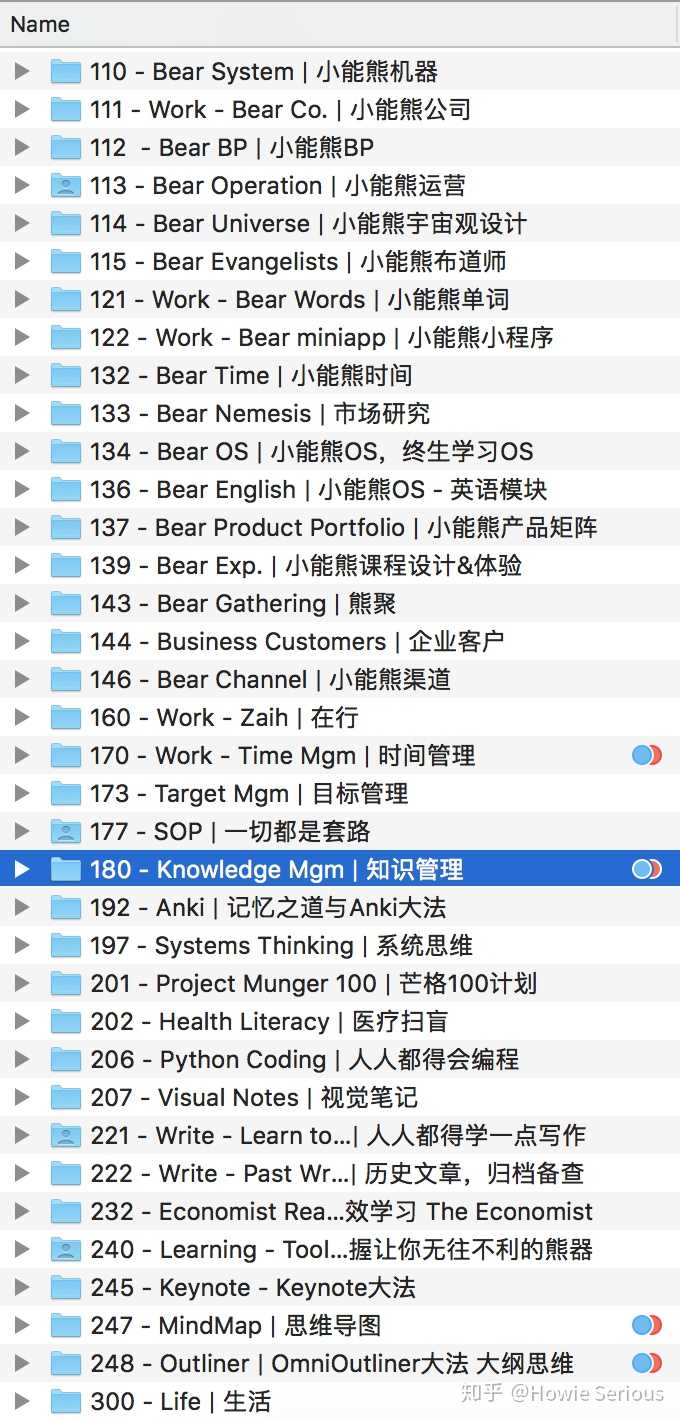 Name
110 - Bear System | 小能熊机器
111 - Work - Bear Co. | 小能熊公司
112  - Bear BP | 小能熊BP
113 - Bear Operation | 小能熊运营
114 - Bear Universe | 小能熊宇宙观设计
115 - Bear Evangelists | 小能熊布道师
121 - Work - Bear Words | 小能熊单词
122 - Work - Bear miniapp | 小能熊小程序
132 - Bear Time | 小能熊时间
133 - Bear Nemesis | 市场研究
134 - Bear OS | 小能熊OS，终生学习OS
136 - Bear English | 小能熊OS - 英语模块
137 - Bear Product Portfolio | 小能熊产品矩阵
139 - Bear Exp. | 小能熊课程设计&体验
143 - Bear Gathering | 熊聚
144 - Business Customers | 企业客户
146 - Bear Channel | 小能熊渠道
160 - Work - Zaih | 在行
170 - Work - Time Mgm | 时间管理
173 - Target Mgm | 目标管理
177 - SOP | 一切都是套路
180 - Knowledge Mgm | 知识管理
192 - Anki | 记忆之道与Anki大法
197 - Systems Thinking | 系统思维
201 - Project Munger 100 | 芒格100计划
202 - Health Literacy | 医疗扫盲
206 - Python Coding | 人人都得会编程
207 - Visual Notes | 视觉笔记
221 - Write - Learn to...| 人人都得学一点写作
222 - Write - Past Wr...| 历史文章，归档备查
232 - Economist Rea...效学习 The Economist
240 - Learning - Tool...握让你无往不利的熊器
245 - Keynote - Keynote大法
247 - MindMap | 思维导图
248 - Outliner | OmniOutliner大法 大纲思维
300 - Life | 生活
知乎 @Howie Serious